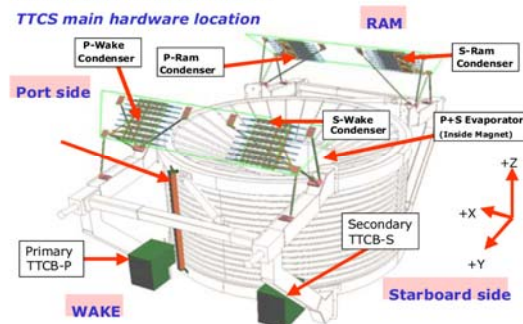 TTCS main hardware location
RAM
P-Wake
Condenser
P-Ram
Condenser
S-Ram
Condenser
Port side
S-Wake
Condenser
P+S Evaporator
(Inside Magnet)
+Z
+X
+Y
Primary
TTCB-P
Secondary
TTCB-S
WAKE
Starboard side